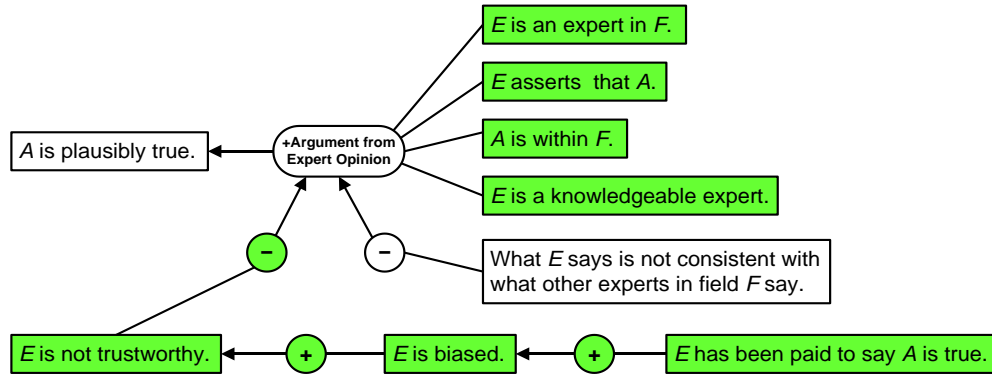 E is an expert in F.
E asserts that A.
A is plausibly true.
+Argument from
Expert Opinion
A is within F.
E is a knowledgeable expert.
−
−
What E says is not consistent with
what other experts in field F say.
E is not trustworthy.
+
E is biased.
+
E has been paid to say A is true.